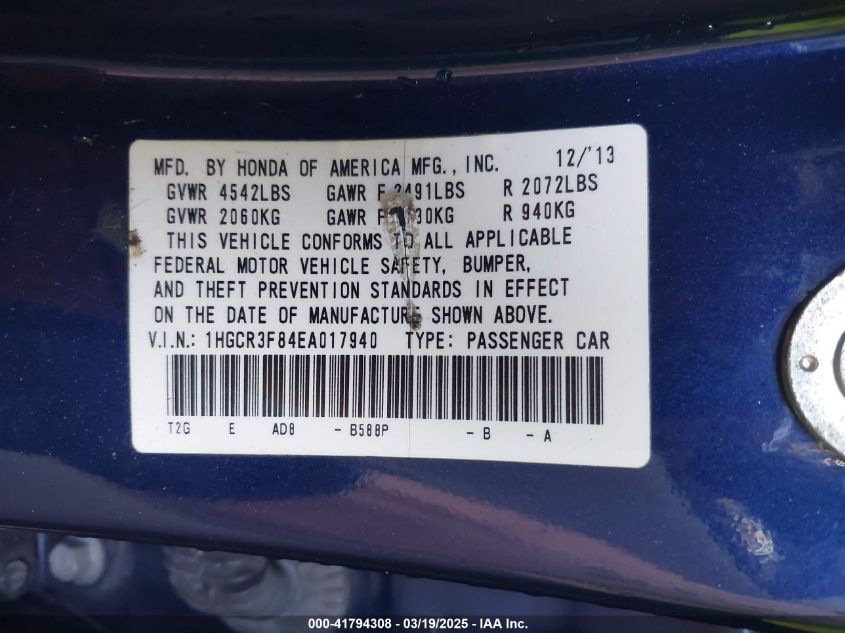 MFD. BY HONDA OF AMERICA MFG., INC. 12/'13
GVWR 4542LBS GAWR F 2491LBS R 2072LBS
GVWR 2060KG GAWR R 940KG
THIS VEHICLE CONFORMS TO ALL APPLICABLE
FEDERAL MOTOR VEHICLE SAFETY, BUMPER,
AND THEFT PREVENTION STANDARDS IN EFFECT
ON THE DATE OF MANUFACTURE SHOWN ABOVE.
V.I.N.: 1HGCR3F84EA017940 TYPE: PASSENGER CAR
T2G E AD8 - B588P - B - A
000-41794308 - 03/19/2025 - IAA Inc.